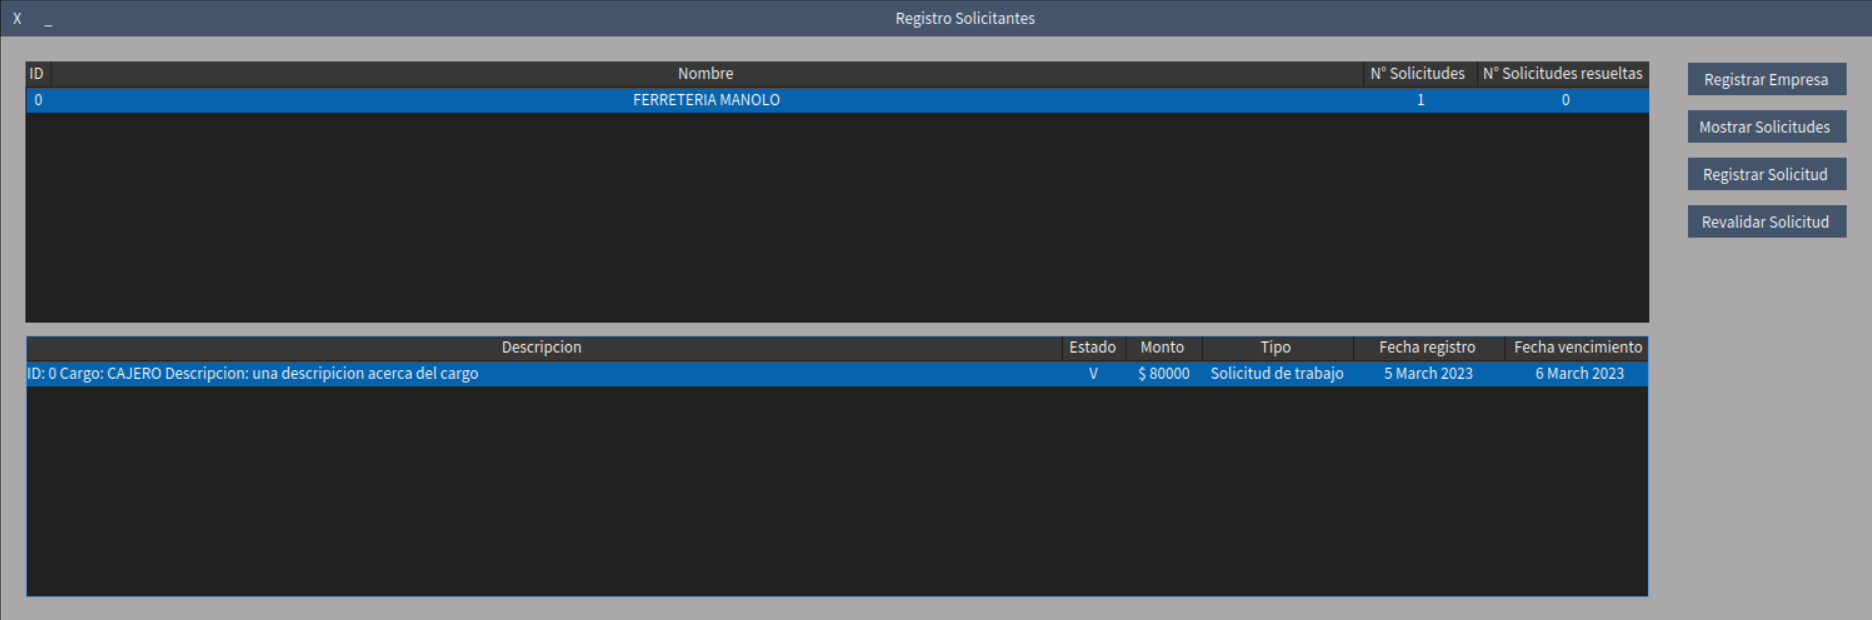 X _ Registro Solicitantes
ID Nombre N° Solicitudes N° Solicitudes resueltas
0 FERRETERIA MANOLO 1 0
Registrar Empresa
Mostrar Solicitudes
Registrar Solicitud
Revalidar Solicitud
Descripcion Estado Monto Tipo Fecha registro Fecha vencimiento
ID: 0 Cargo: CAJERO Descripcion: una descripicion acerca del cargo V $ 80000 Solicitud de trabajo 5 March 2023 6 March 2023